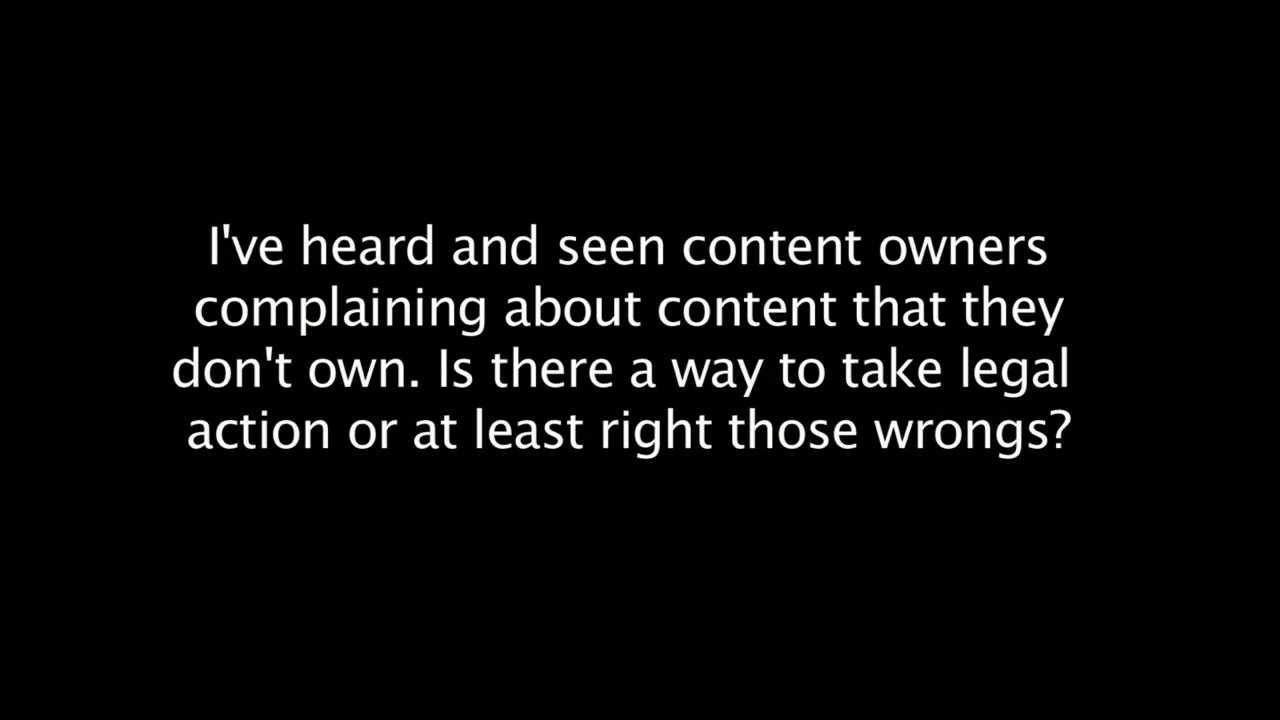 I've heard and seen content owners
complaining about content that they
don't own. Is there a way to take legal
action or at least right those wrongs?